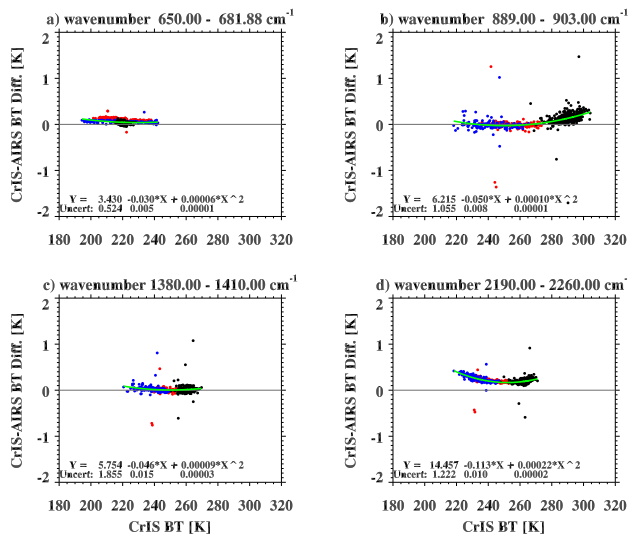 a) wavenumber 650.00 - 681.88 cm-1
b) wavenumber 889.00 - 903.00 cm-1
CrIS-AIRS BT Diff. [K]
2
1
0
-1
-2
Y = 3.430 -0.030*X + 0.00006*X^2
Uncert: 0.524 0.005 0.00001
180 200 220 240 260 280 300 320
CrIS-AIRS BT Diff. [K]
2
1
0
-1
-2
Y = 6.215 -0.050*X + 0.00010*X^2
Uncert: 1.055 0.008 0.00001
180 200 220 240 260 280 300 320
c) wavenumber 1380.00 - 1410.00 cm-1
d) wavenumber 2190.00 - 2260.00 cm-1
CrIS-AIRS BT Diff. [K]
2
1
0
-1
-2
Y = 5.754 -0.046*X + 0.00009*X^2
Uncert: 1.855 0.015 0.00003
180 200 220 240 260 280 300 320
CrIS BT [K]
CrIS-AIRS BT Diff. [K]
2
1
0
-1
-2
Y = 14.457 -0.113*X + 0.00022*X^2
Uncert: 1.222 0.010 0.00002
180 200 220 240 260 280 300 320
CrIS BT [K]